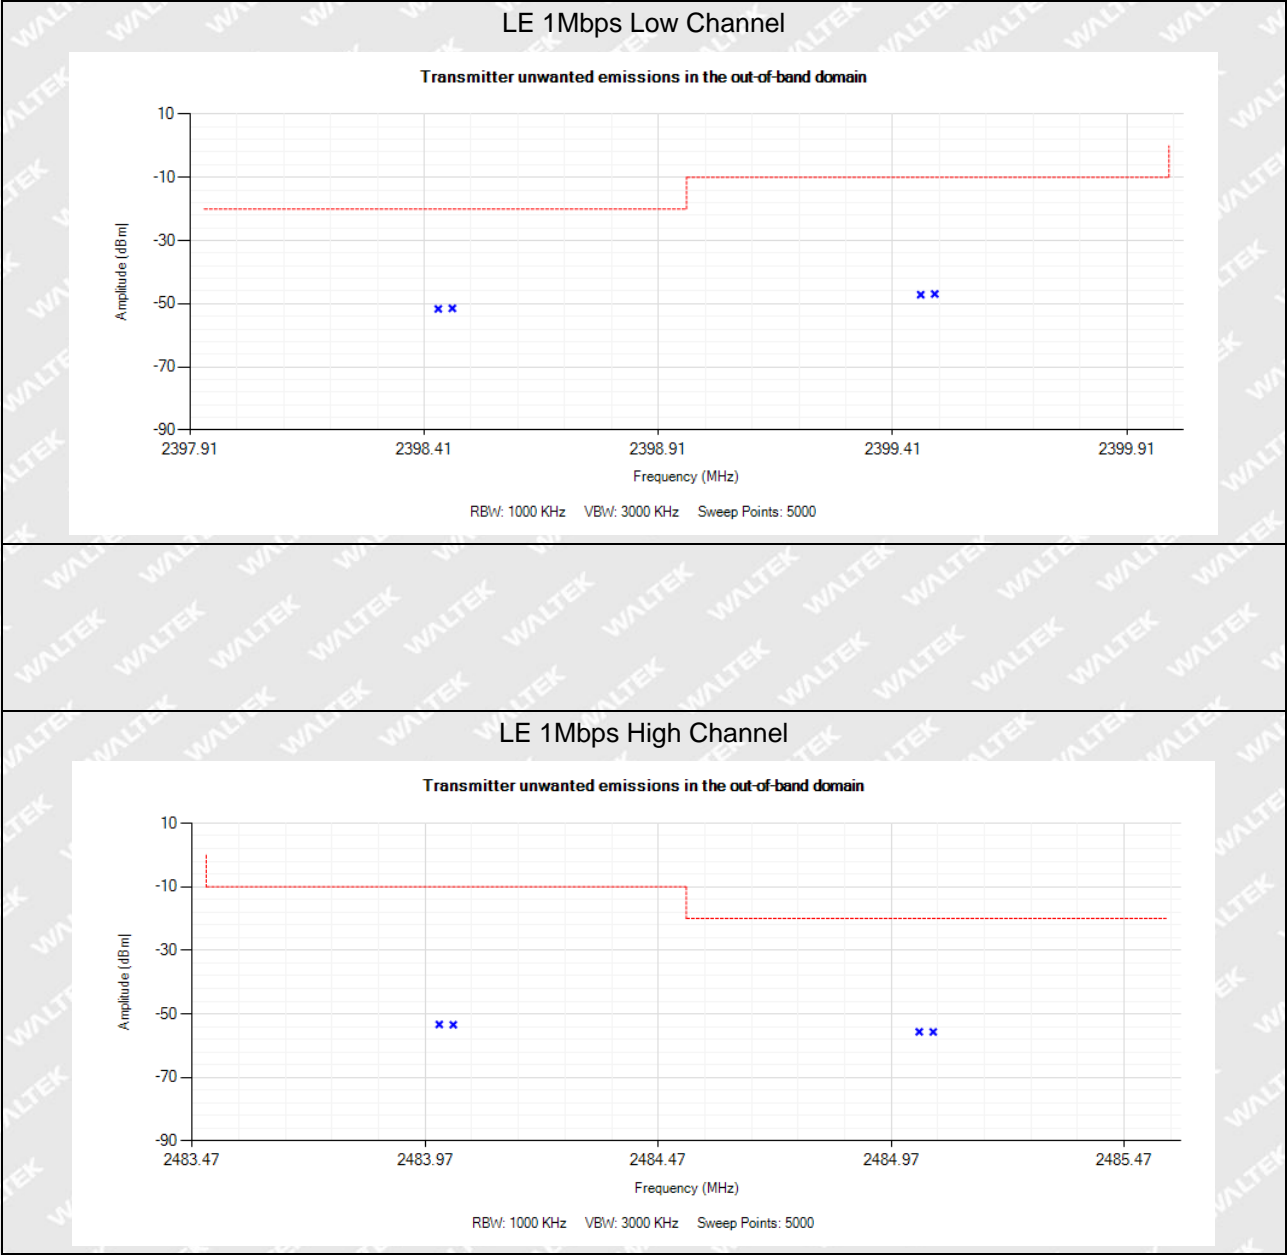 LE 1Mbps Low Channel
Transmitter unwanted emissions in the out-of-band domain
10
-10
-30
-50
-70
-90
Amplitude (dBm|
2397.91 2398.41 2398.91 2399.41 2399.91
Frequency (MHz)
RBW: 1000 KHz VBW: 3000 KHz Sweep Points: 5000
LE 1Mbps High Channel
Transmitter unwanted emissions in the out-of-band domain
10
-10
-30
-50
-70
-90
Amplitude (dBm|
2483.47 2483.97 2484.47 2484.97 2485.47
Frequency (MHz)
RBW: 1000 KHz VBW: 3000 KHz Sweep Points: 5000
WALTEK